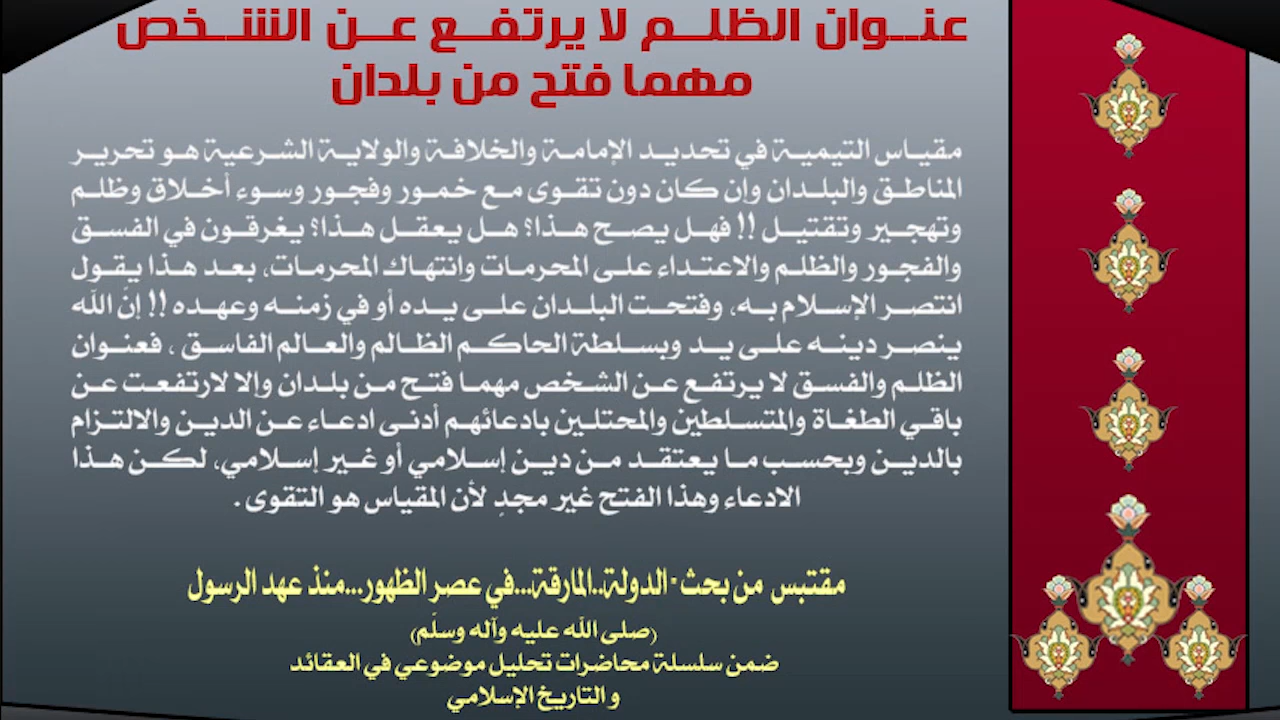 عنوان الظلم لا يرتفع عن الشخص
مهما فتح من بلدان
مقياس التيمية في تحديد الإمامة والخلافة والولاية الشرعية هو تحرير
المناطق والبلدان وإن كان دون تقوى مع خمور وفجور وسوء أخلاق وظلم
وتهجير وتقتيل !! فهل يصح هذا؟ هل يعقل هذا؟ يغرقون في الفسق
والفجور والظلم والاعتداء على المحرمات وانتهاك المحرمات، بعد هذا يقول
انتصر الإسلام به، وفتحت البلدان على يده أو في زمنه وعهده !! إنّ الله
ينصر دينه على يد وبسلطة الحاكم الظالم والعالم الفاسق ، فعنوان
الظلم والفسق لا يرتفع عن الشخص مهما فتح من بلدان وإلا لارتفعت عن
باقي الطغاة والمتسلطين والمحتلين بادعائهم أدنى ادعاء عن الدين والالتزام
بالدين وبحسب ما يعتقد من دين إسلامي أو غير إسلامي، لكن هذا
الادعاء وهذا الفتح غير مجدٍ لأن المقياس هو التقوى .
مقتبس من بحث- الدولة..المارقة...في عصر الظهور...منذ عهد الرسول
(صلى الله عليه وآله وسلّم)
ضمن سلسلة محاضرات تحليل موضوعي في العقائد
و التاريخ الإسلامي